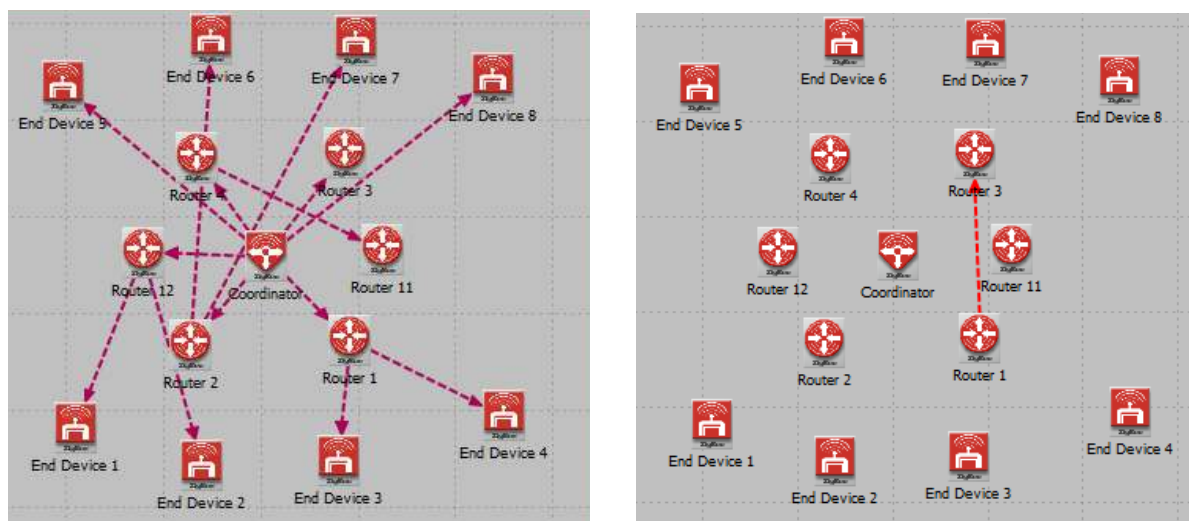 End Device 6
End Device 7
End Device 5
End Device 8
Router 4
Router 3
Router 12
Coordinator
Router 11
Router 2
Router 1
End Device 1
End Device 2
End Device 3
End Device 4
End Device 6
End Device 7
End Device 5
End Device 8
Router 4
Router 3
Router 12
Coordinator
Router 11
Router 2
Router 1
End Device 1
End Device 2
End Device 3
End Device 4